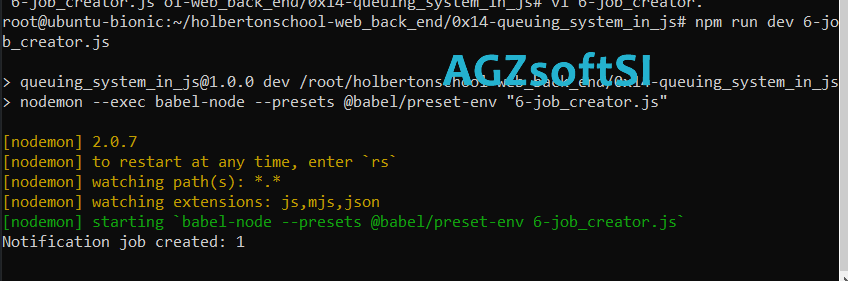 6-job_creator.js ol-web_back_end/0x14-queuing_system_in_js# vi 6-job_creator.
root@ubuntu-bionic:~/holbertonschool-web_back_end/0x14-queuing_system_in_js# npm run dev 6-jo
b_creator.js
AGZsoftSI
> queuing_system_in_js@1.0.0 dev /root/holbertonschool-web_back_end/0x14-queuing_system_in_js
> nodemon --exec babel-node --presets @babel/preset-env "6-job_creator.js"
[nodemon] 2.0.7
[nodemon] to restart at any time, enter `rs`
[nodemon] watching path(s): *.*
[nodemon] watching extensions: js,mjs,json
[nodemon] starting `babel-node --presets @babel/preset-env 6-job_creator.js`
Notification job created: 1